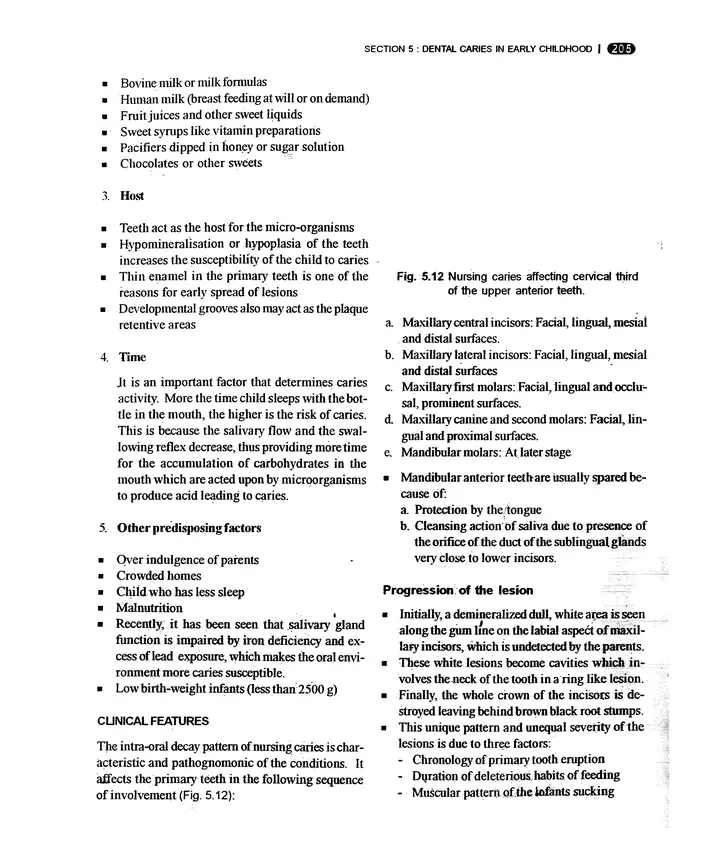 SECTION 5 : DENTAL CARIES IN EARLY CHILDHOOD | 205
▪ Bovine milk or milk formulas
▪ Human milk (breast feeding at will or on demand)
▪ Fruit juices and other sweet liquids
▪ Sweet syrups like vitamin preparations
▪ Pacifiers dipped in honey or sugar solution
▪ Chocolates or other sweets
3. Host
▪ Teeth act as the host for the micro-organisms
▪ Hypomineralisation or hypoplasia of the teeth
increases the susceptibility of the child to caries
▪ Thin enamel in the primary teeth is one of the
reasons for early spread of lesions
▪ Developmental grooves also may act as the plaque
retentive areas
4. Time
It is an important factor that determines caries
activity. More the time child sleeps with the bot-
tle in the mouth, the higher is the risk of caries.
This is because the salivary flow and the swal-
lowing reflex decrease, thus providing more time
for the accumulation of carbohydrates in the
mouth which are acted upon by microorganisms
to produce acid leading to caries.
5. Other predisposing factors
▪ Over indulgence of parents
▪ Crowded homes
▪ Child who has less sleep
▪ Malnutrition
▪ Recently, it has been seen that salivary gland
function is impaired by iron deficiency and ex-
cess of lead exposure, which makes the oral envi-
ronment more caries susceptible.
▪ Low birth-weight infants (less than 2500 g)
CLINICAL FEATURES
The intra-oral decay pattern of nursing caries is char-
acteristic and pathognomonic of the conditions. It
affects the primary teeth in the following sequence
of involvement (Fig. 5.12):
Fig. 5.12 Nursing caries affecting cervical third
of the upper anterior teeth.
a. Maxillary central incisors: Facial, lingual, mesial
and distal surfaces.
b. Maxillary lateral incisors: Facial, lingual, mesial
and distal surfaces
c. Maxillary first molars: Facial, lingual and occlu-
sal, prominent surfaces.
d. Maxillary canine and second molars: Facial, lin-
gual and proximal surfaces.
e. Mandibular molars: At later stage
▪ Mandibular anterior teeth are usually spared be-
cause of:
a. Protection by the tongue
b. Cleansing action of saliva due to presence of
the orifice of the duct of the sublingual glands
very close to lower incisors.
Progression of the lesion
▪ Initially, a demineralized dull, white area is seen
along the gum line on the labial aspect of maxil-
lary incisors, which is undetected by the parents.
▪ These white lesions become cavities which in-
volves the neck of the tooth in a ring like lesion.
▪ Finally, the whole crown of the incisors is de-
stroyed leaving behind brown black root stumps.
▪ This unique pattern and unequal severity of the
lesions is due to three factors:
- Chronology of primary tooth eruption
- Duration of deleterious habits of feeding
- Muscular pattern of the infants sucking